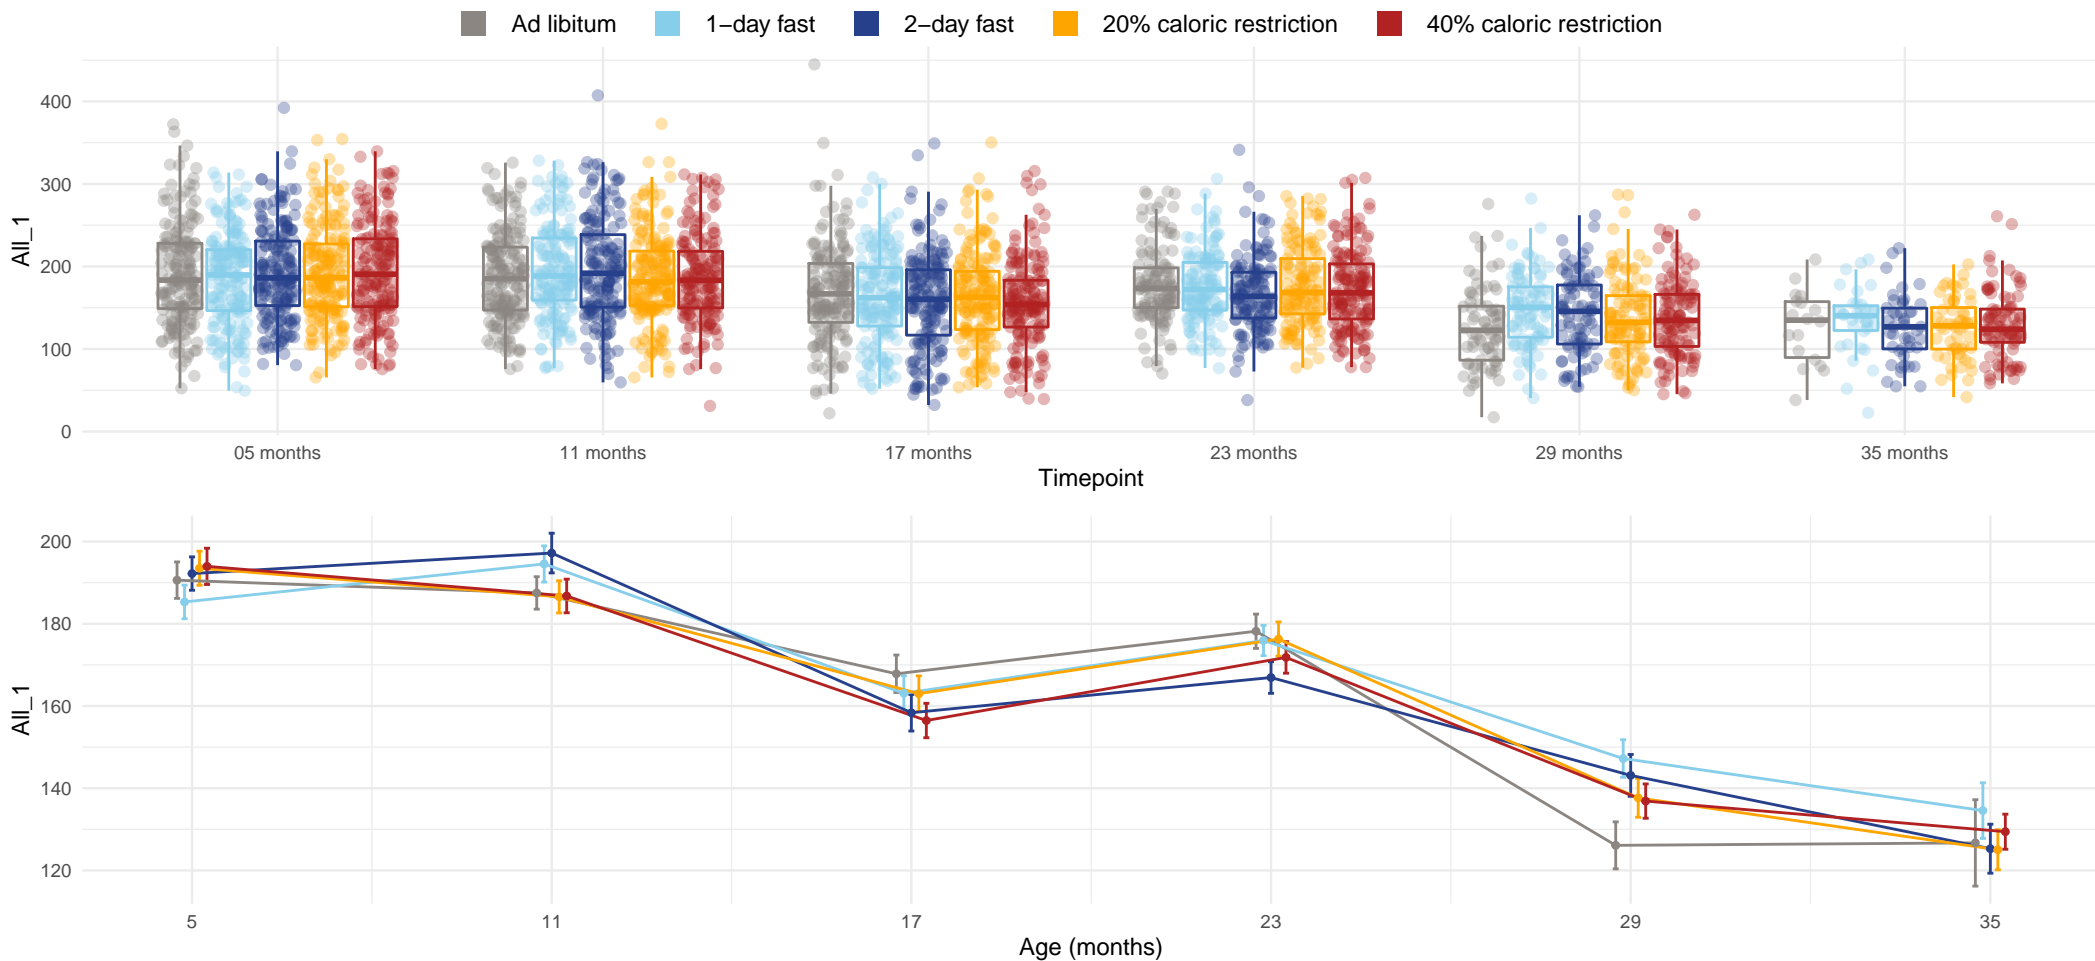 Ad libitum 1−day fast 2−day fast 20% caloric restriction 40% caloric restriction
All_1
400
300
200
100
0
05 months 11 months 17 months 23 months 29 months 35 months
Timepoint
All_1
200
180
160
140
120
5 11 17 23 29 35
Age (months)